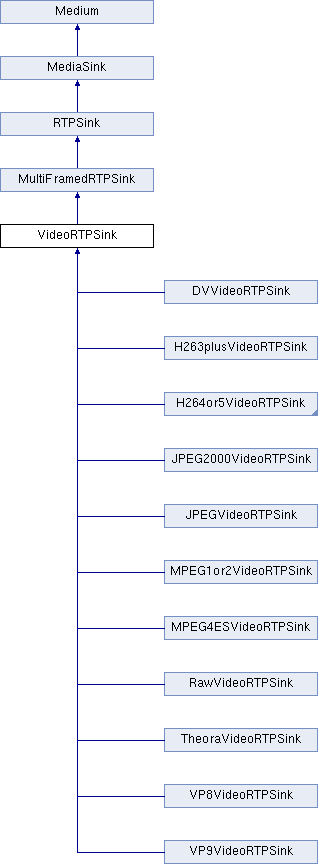 Medium
MediaSink
RTPSink
MultiFramedRTPSink
VideoRTPSink
DVVideoRTPSink
H263plusVideoRTPSink
H264or5VideoRTPSink
JPEG2000VideoRTPSink
JPEGVideoRTPSink
MPEG1or2VideoRTPSink
MPEG4ESVideoRTPSink
RawVideoRTPSink
TheoraVideoRTPSink
VP8VideoRTPSink
VP9VideoRTPSink